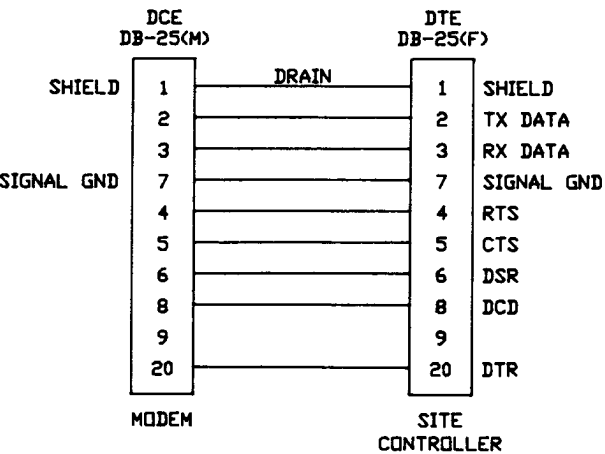 DCE DTE
DB-25(M) DB-25(F)
DRAIN
SHIELD 1 1 SHIELD
2 2 TX DATA
3 3 RX DATA
SIGNAL GND 7 7 SIGNAL GND
4 4 RTS
5 5 CTS
6 6 DSR
8 8 DCD
9 9
20 20 DTR
MODEM SITE
CONTROLLER